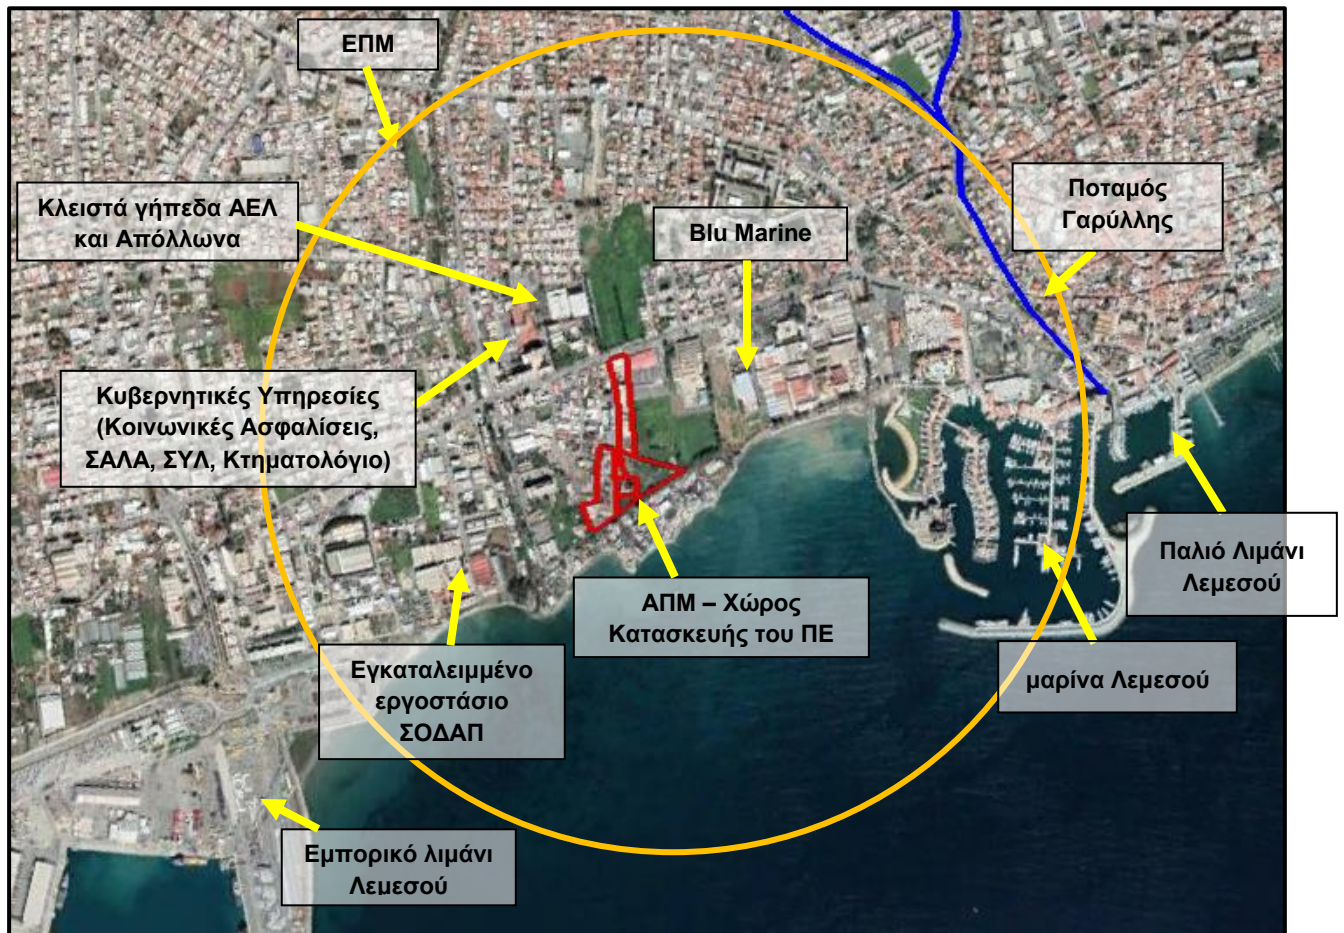 ΕΠΜ
Κλειστά γήπεδα ΑΕΛ
και Απόλλωνα
Blu Marine
Ποταμός
Γαρύλλης
Κυβερνητικές Υπηρεσίες
(Κοινωνικές Ασφαλίσεις,
ΣΑΛΑ, ΣΥΛ, Κτηματολόγιο)
Παλιό Λιμάνι
Λεμεσού
ΑΠΜ – Χώρος
Κατασκευής του ΠΕ
Εγκαταλειμμένο
εργοστάσιο
ΣΟΔΑΠ
μαρίνα Λεμεσού
Εμπορικό λιμάνι
Λεμεσού